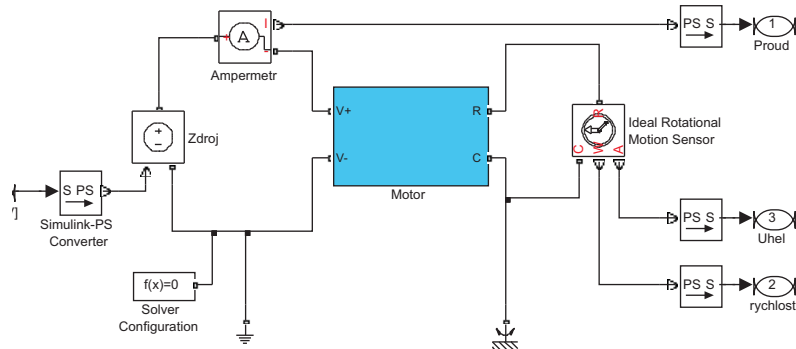 I
PS S
1
Proud
+
A
-
Ampermetr
V+
R
V-
C
Motor
R
C
W
A
Ideal Rotational
Motion Sensor
+
−
Zdroj
S PS
Simulink-PS
Converter
PS S
3
Uhel
f(x)=0
Solver
Configuration
PS S
2
rychlost